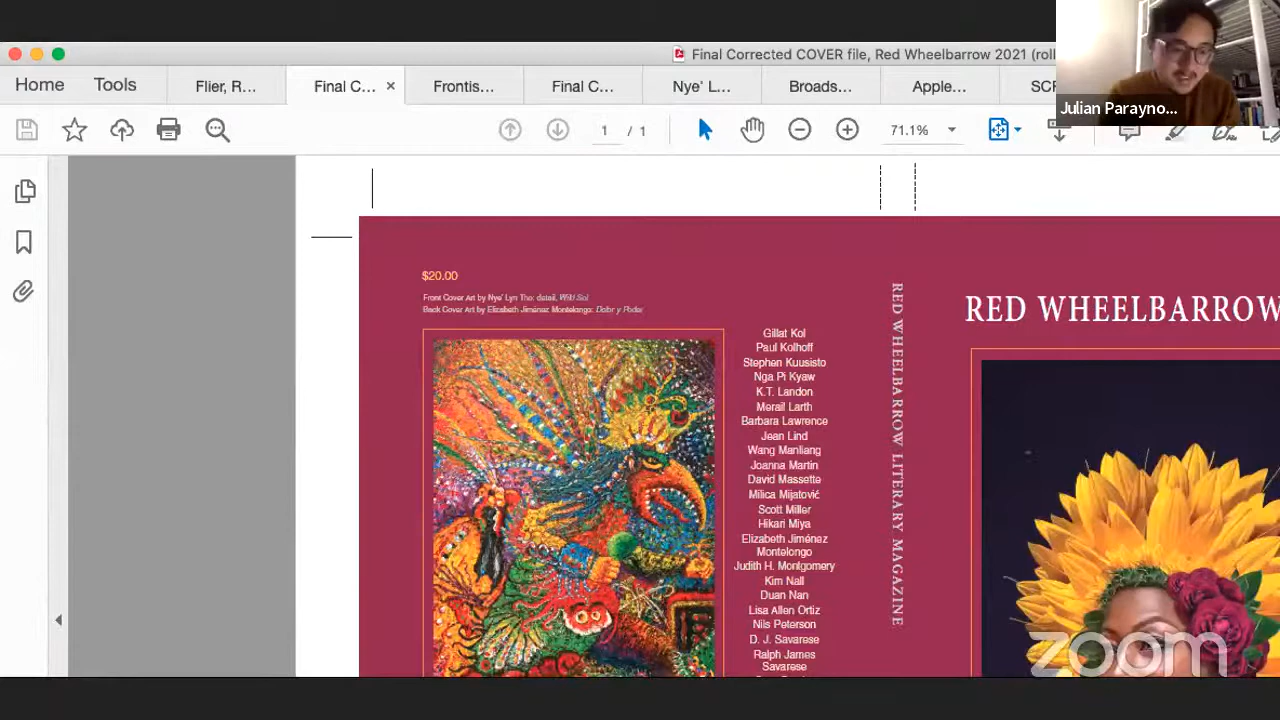 Final Corrected COVER file, Red Wheelbarrow 2021 (roll
Home
Tools
Flier, R...
Final C...
×
Frontis...
Final C...
Nye' L...
Broads...
Apple...
SCR
Julian Parayno...
1 / 1
71.1%
$20.00
Front Cover Art by Nye' Lyn Tho: detail, Wild Sol
Back Cover Art by Elizabeth Jiménez Montelongo: Dolor y Poder
Gillat Kol
Paul Kolhoff
Stephen Kuusisto
Nga Pi Kyaw
K.T. Landon
Merail Larth
Barbara Lawrence
Jean Lind
Wang Manliang
Joanna Martin
David Massette
Milica Mijatović
Scott Miller
Hikari Miya
Elizabeth Jiménez
Montelongo
Judith H. Montgomery
Kim Nall
Duan Nan
Lisa Allen Ortiz
Nils Peterson
D. J. Savarese
Ralph James
Savarese
RED WHEELBARROW LITERARY MAGAZINE
RED WHEELBARROW
zoom